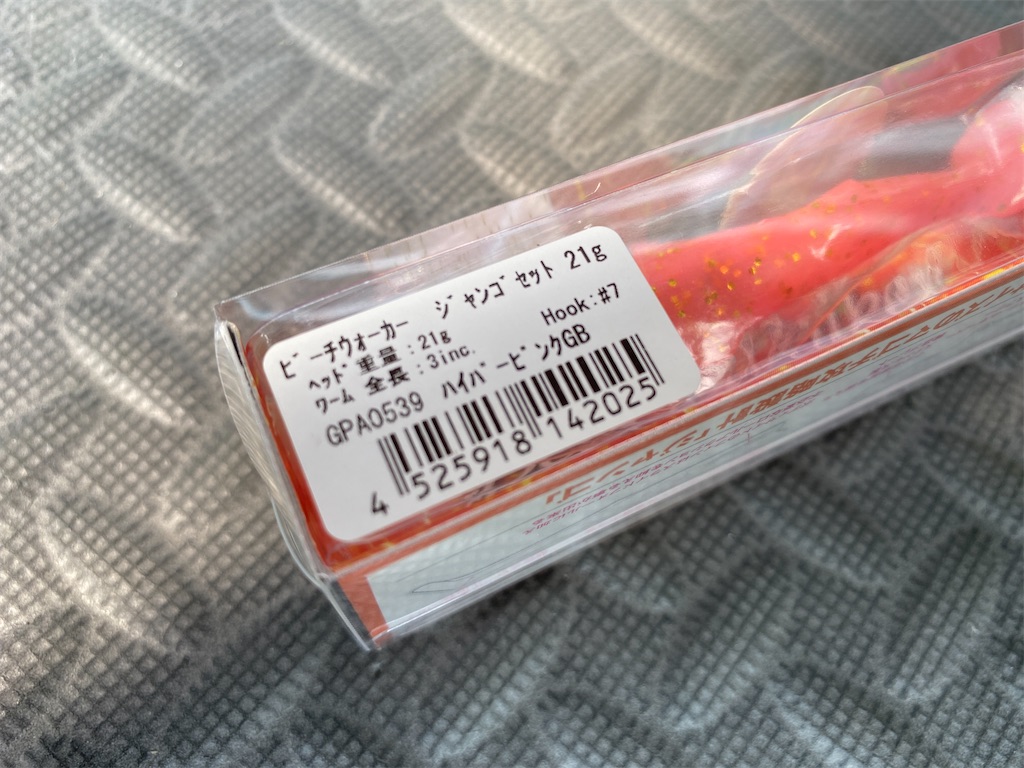 ビーチウォーカー ジャンゴセット 21g
ヘッド重量:21g Hook:#7
ワーム 全長:3inc.
GPA0539 ハイパーピンクGB
4 525918 142025